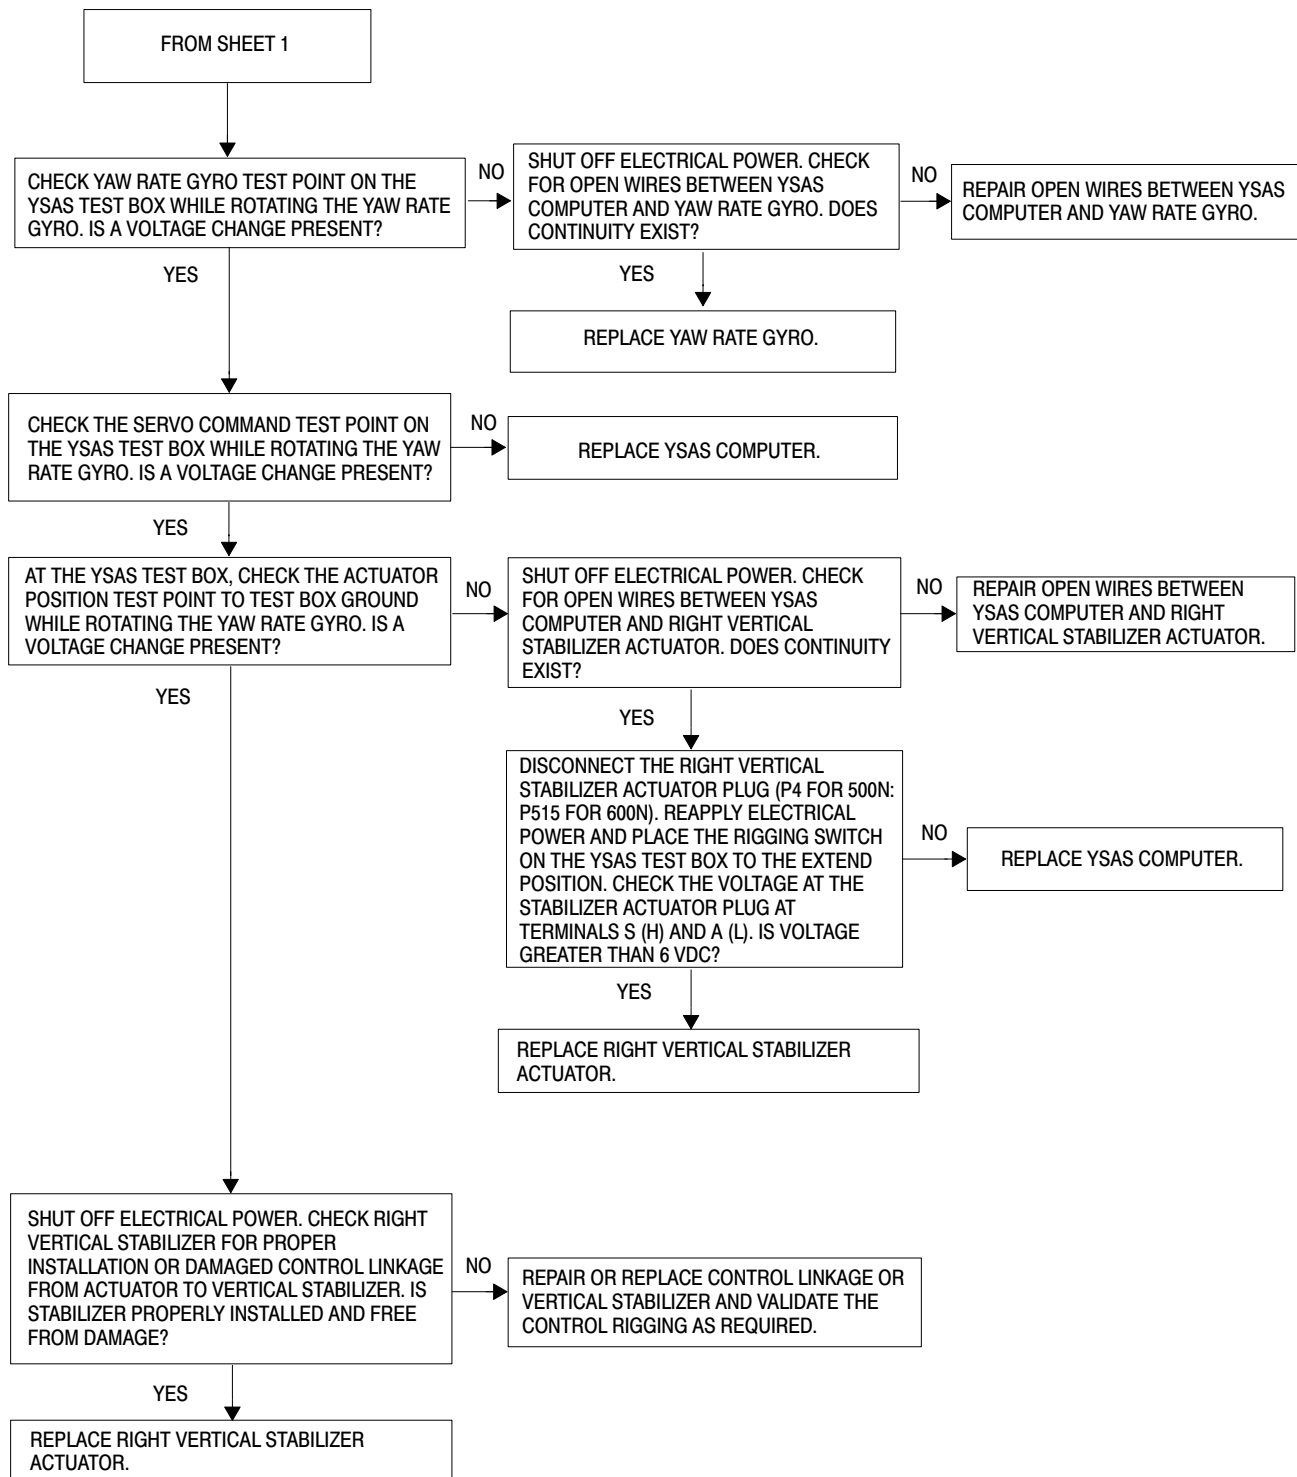 FROM SHEET 1
CHECK YAW RATE GYRO TEST POINT ON THE
YSAS TEST BOX WHILE ROTATING THE YAW RATE
GYRO. IS A VOLTAGE CHANGE PRESENT?
NO
SHUT OFF ELECTRICAL POWER. CHECK
FOR OPEN WIRES BETWEEN YSAS
COMPUTER AND YAW RATE GYRO. DOES
CONTINUITY EXIST?
NO
REPAIR OPEN WIRES BETWEEN YSAS
COMPUTER AND YAW RATE GYRO.
YES
YES
REPLACE YAW RATE GYRO.
CHECK THE SERVO COMMAND TEST POINT ON
THE YSAS TEST BOX WHILE ROTATING THE YAW
RATE GYRO. IS A VOLTAGE CHANGE PRESENT?
NO
REPLACE YSAS COMPUTER.
YES
AT THE YSAS TEST BOX, CHECK THE ACTUATOR
POSITION TEST POINT TO TEST BOX GROUND
WHILE ROTATING THE YAW RATE GYRO. IS A
VOLTAGE CHANGE PRESENT?
NO
SHUT OFF ELECTRICAL POWER. CHECK
FOR OPEN WIRES BETWEEN YSAS
COMPUTER AND RIGHT VERTICAL
STABILIZER ACTUATOR. DOES CONTINUITY
EXIST?
NO
REPAIR OPEN WIRES BETWEEN
YSAS COMPUTER AND RIGHT
VERTICAL STABILIZER ACTUATOR.
YES
YES
DISCONNECT THE RIGHT VERTICAL
STABILIZER ACTUATOR PLUG (P4 FOR 500N:
P515 FOR 600N). REAPPLY ELECTRICAL
POWER AND PLACE THE RIGGING SWITCH
ON THE YSAS TEST BOX TO THE EXTEND
POSITION. CHECK THE VOLTAGE AT THE
STABILIZER ACTUATOR PLUG AT
TERMINALS S (H) AND A (L). IS VOLTAGE
GREATER THAN 6 VDC?
NO
REPLACE YSAS COMPUTER.
YES
REPLACE RIGHT VERTICAL STABILIZER
ACTUATOR.
SHUT OFF ELECTRICAL POWER. CHECK RIGHT
VERTICAL STABILIZER FOR PROPER
INSTALLATION OR DAMAGED CONTROL LINKAGE
FROM ACTUATOR TO VERTICAL STABILIZER. IS
STABILIZER PROPERLY INSTALLED AND FREE
FROM DAMAGE?
NO
REPAIR OR REPLACE CONTROL LINKAGE OR
VERTICAL STABILIZER AND VALIDATE THE
CONTROL RIGGING AS REQUIRED.
YES
REPLACE RIGHT VERTICAL STABILIZER
ACTUATOR.